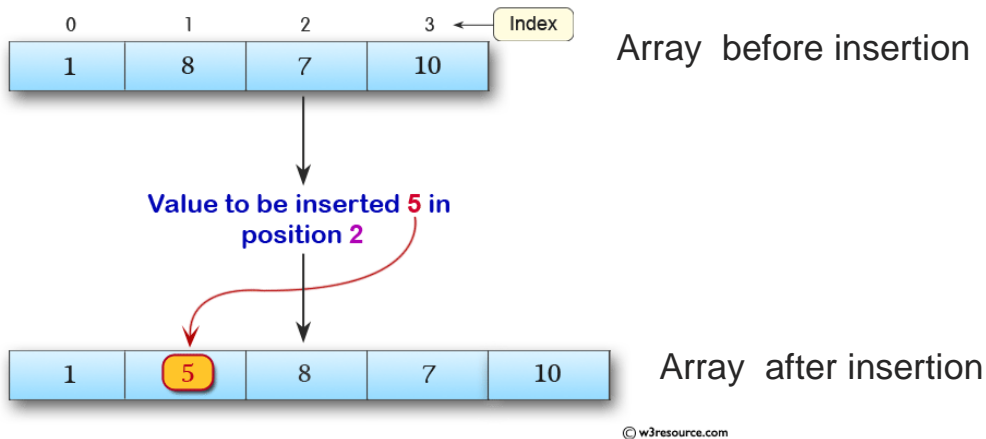 0 1 2 3 Index
1 8 7 10
Array before insertion
Value to be inserted 5 in
position 2
1 5 8 7 10
Array after insertion
© w3resource.com